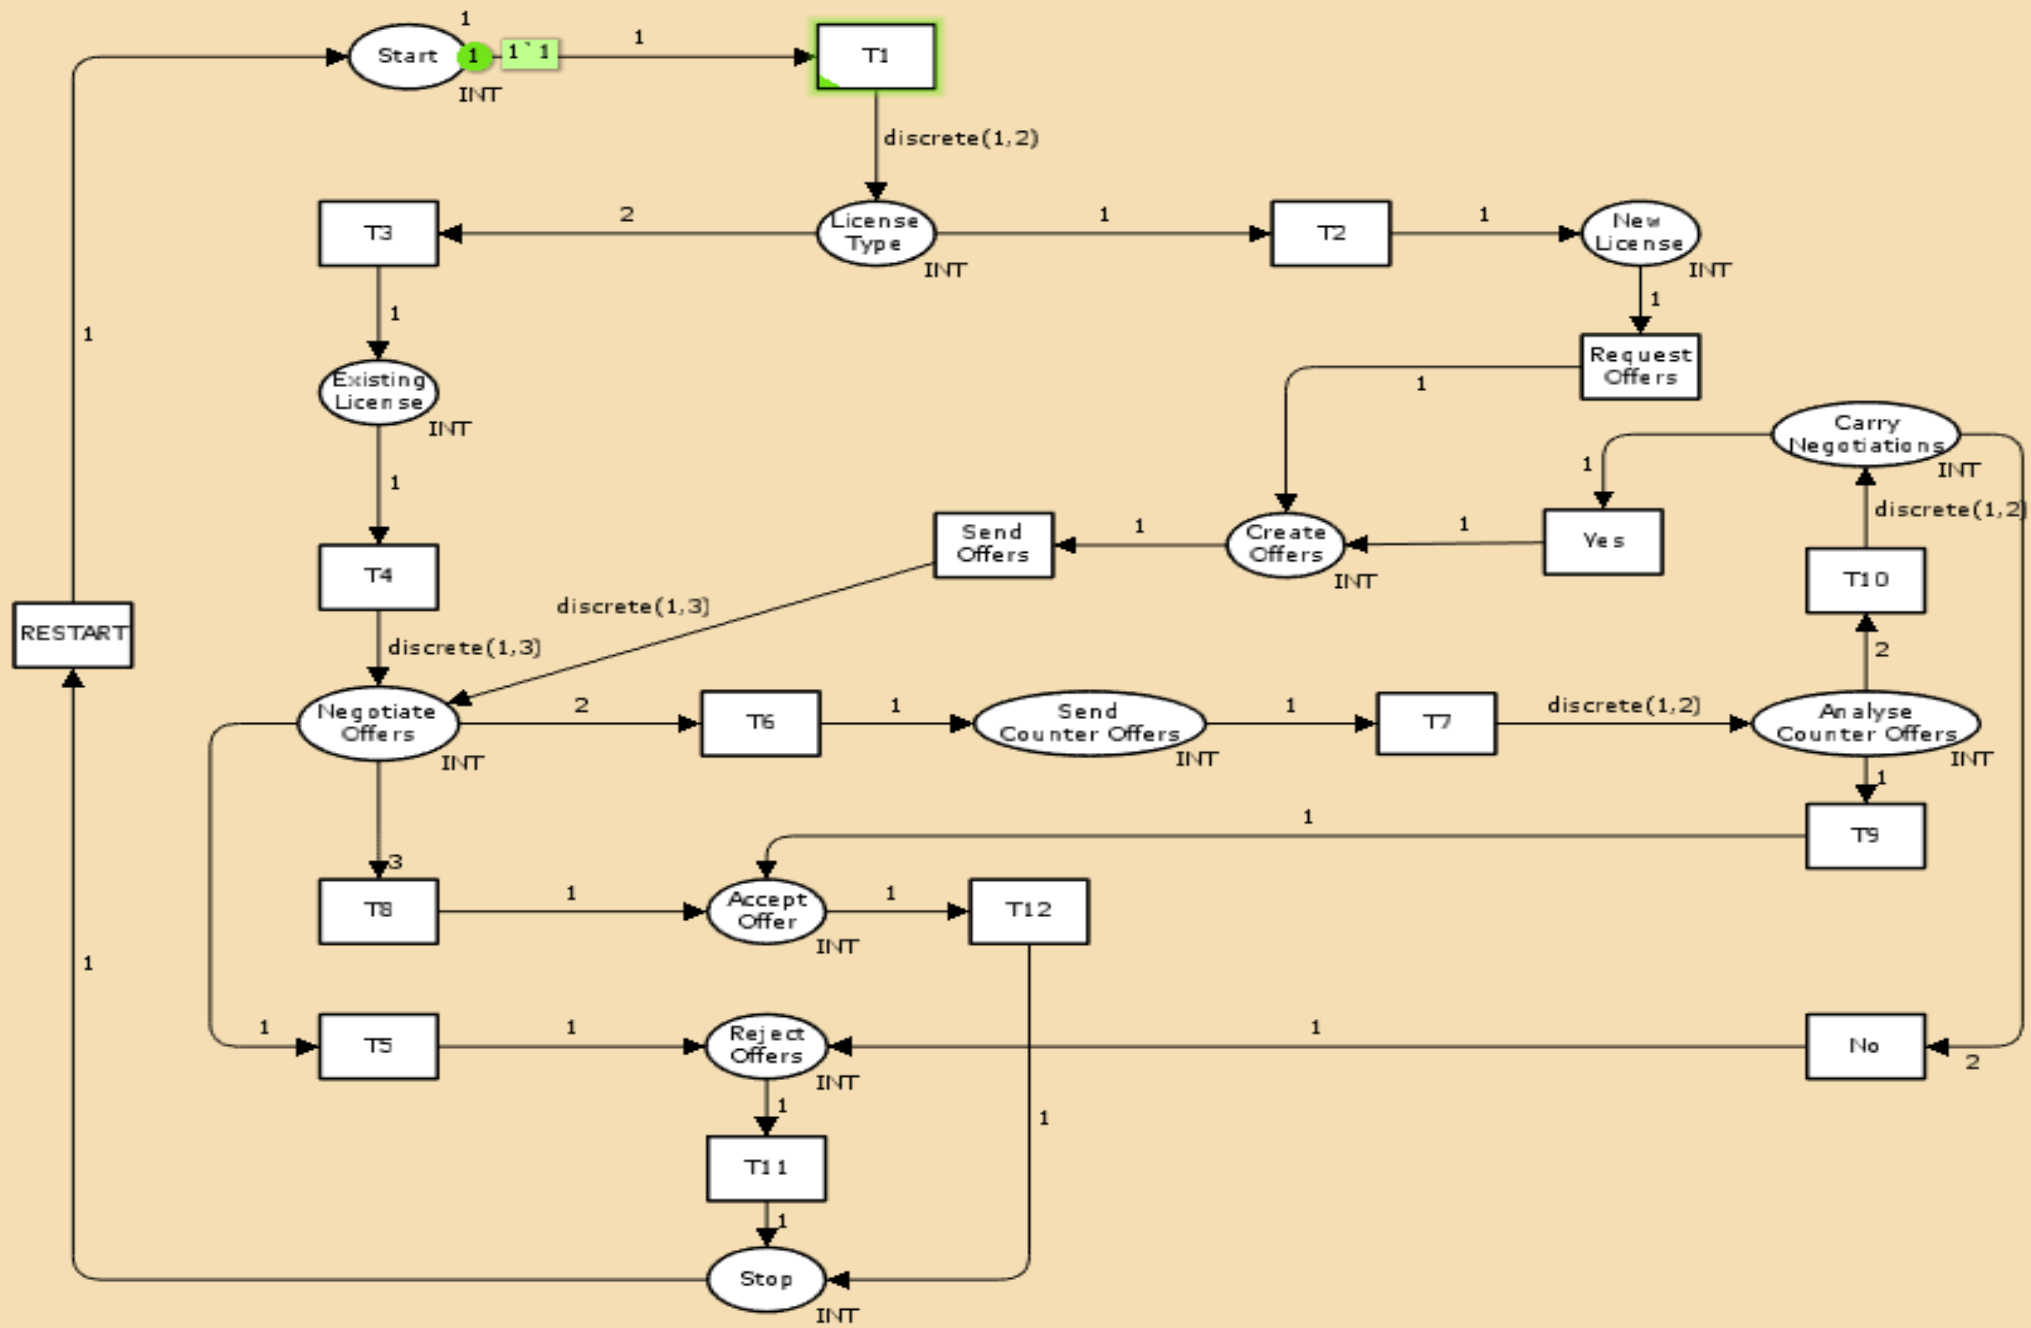 1
Start
1
1`1
1
T1
INT
discrete(1,2)
T3
2
License
Type
1
T2
1
New
License
INT
INT
1
1
1
Existing
License
INT
Request
Offers
1
Carry
Negotiations
INT
1
1
discrete(1,2)
Send
Offers
1
Create
Offers
1
Yes
INT
T4
T10
discrete(1,3)
RESTART
discrete(1,3)
2
Negotiate
Offers
2
T6
1
Send
Counter Offers
1
T7
discrete(1,2)
Analyse
Counter Offers
INT
INT
INT
1
1
T9
3
T8
1
Accept
Offer
1
T12
INT
1
1
T5
1
Reject
Offers
1
No
2
INT
1
1
T11
1
Stop
INT